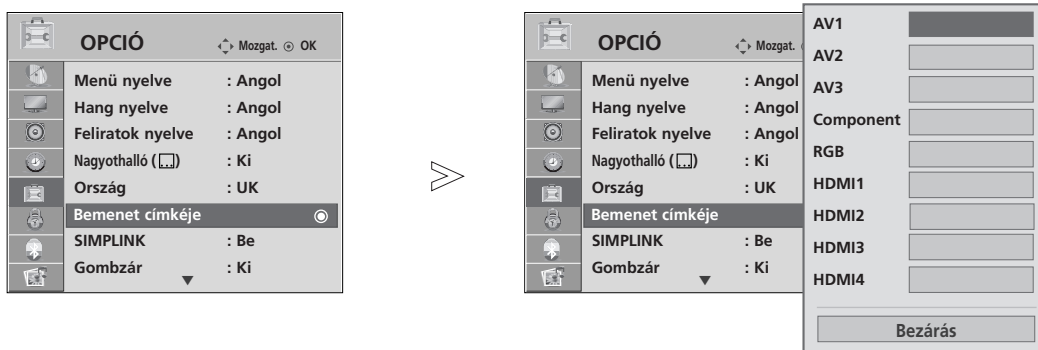 OPCIÓ Mozgat. OK
Menü nyelve : Angol
Hang nyelve : Angol
Feliratok nyelve : Angol
Nagyothalló ( ) : Ki
Ország : UK
Bemenet címkéje
SIMPLINK : Be
Gombzár : Ki
OPCIÓ Mozgat.
Menü nyelve : Angol
Hang nyelve : Angol
Feliratok nyelve : Angol
Nagyothalló ( ) : Ki
Ország : UK
Bemenet címkéje
SIMPLINK : Be
Gombzár : Ki
AV1
AV2
AV3
Component
RGB
HDMI1
HDMI2
HDMI3
HDMI4
Bezárás